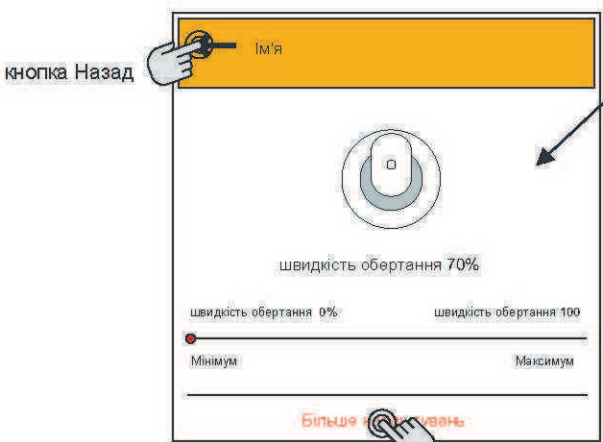 Ім'я
кнопка Назад
швидкість обертання 70%
швидкість обертання 0% швидкість обертання 100
Мінімум Максимум
Більше